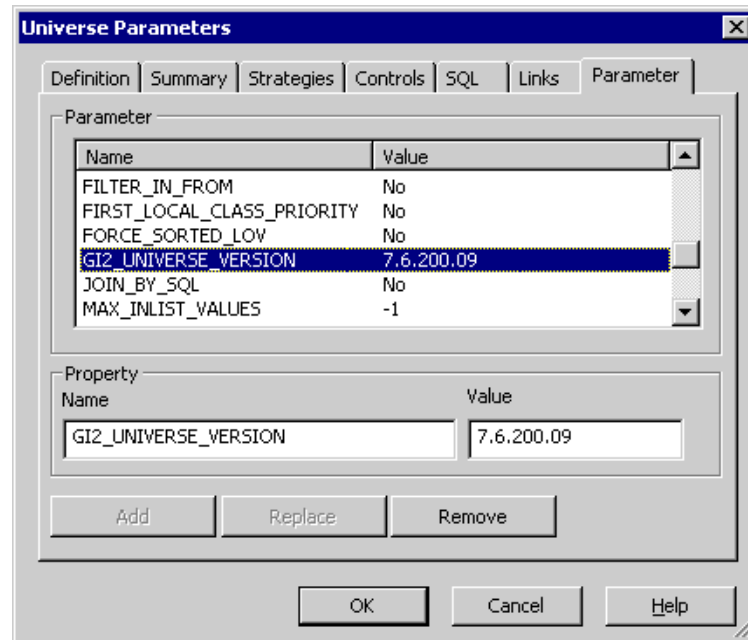 Universe Parameters
Definition Summary Strategies Controls SQL Links Parameter
Parameter
Name Value
FILTER_IN_FROM No
FIRST_LOCAL_CLASS_PRIORITY No
FORCE_SORTED_LOV No
GI2_UNIVERSE_VERSION 7.6.200.09
JOIN_BY_SQL No
MAX_INLIST_VALUES -1
Property
Name Value
GI2_UNIVERSE_VERSION 7.6.200.09
Add Replace Remove
OK Cancel Help